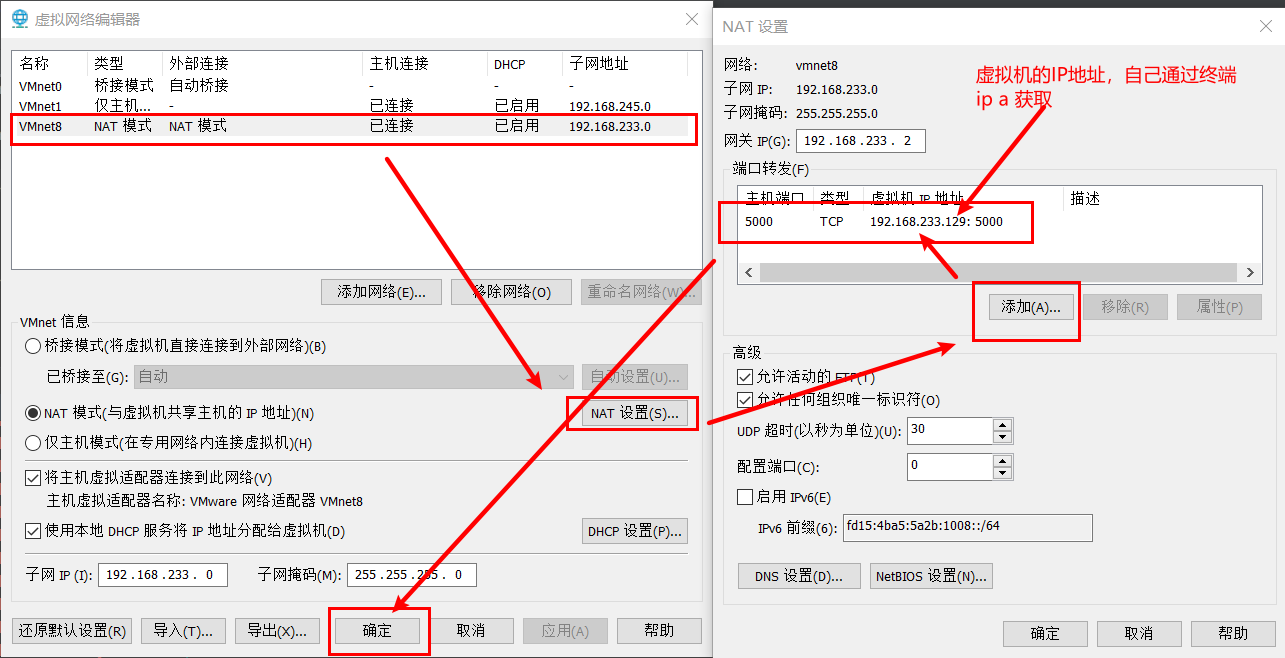 虚拟网络编辑器
名称 类型 外部连接 主机连接 DHCP 子网地址
VMnet0 桥接模式 自动桥接 - - -
VMnet1 仅主机... - 已连接 已启用 192.168.245.0
VMnet8 NAT 模式 NAT 模式 已连接 已启用 192.168.233.0
添加网络(E)... 移除网络(O) 重命名网络(W)...
VMnet 信息
桥接模式(将虚拟机直接连接到外部网络)(B)
已桥接至(G): 自动 自动设置(U)...
NAT 模式(与虚拟机共享主机的 IP 地址)(N) NAT 设置(S)...
仅主机模式(在专用网络内连接虚拟机)(H)
将主机虚拟适配器连接到此网络(V)
主机虚拟适配器名称: VMware 网络适配器 VMnet8
使用本地 DHCP 服务将 IP 地址分配给虚拟机(D) DHCP 设置(P)...
子网 IP (I): 192.168.233. 0 子网掩码(M): 255.255.255. 0
还原默认设置(R) 导入(T)... 导出(X)... 确定 取消 应用(A) 帮助
NAT 设置
网络: vmnet8
子网 IP: 192.168.233.0
子网掩码: 255.255.255.0
网关 IP(G): 192.168.233. 2
虚拟机的IP地址，自己通过终端
ip a 获取
端口转发(F)
主机端口 类型 虚拟机 IP 地址 描述
5000 TCP 192.168.233.129: 5000
添加(A)... 移除(R) 属性(P)
高级
允许活动的 FTP(T)
允许任何组织唯一标识符(O)
UDP 超时(以秒为单位)(U): 30
配置端口(C): 0
启用 IPv6(E)
IPv6 前缀(6): fd15:4ba5:5a2b:1008::/64
DNS 设置(D)... NetBIOS 设置(N)...
确定 取消 帮助